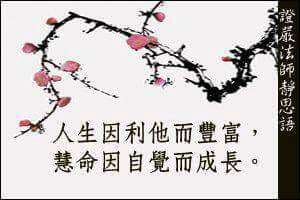 證嚴法師靜思語
人生因利他而豐富，
慧命因自覺而成長。